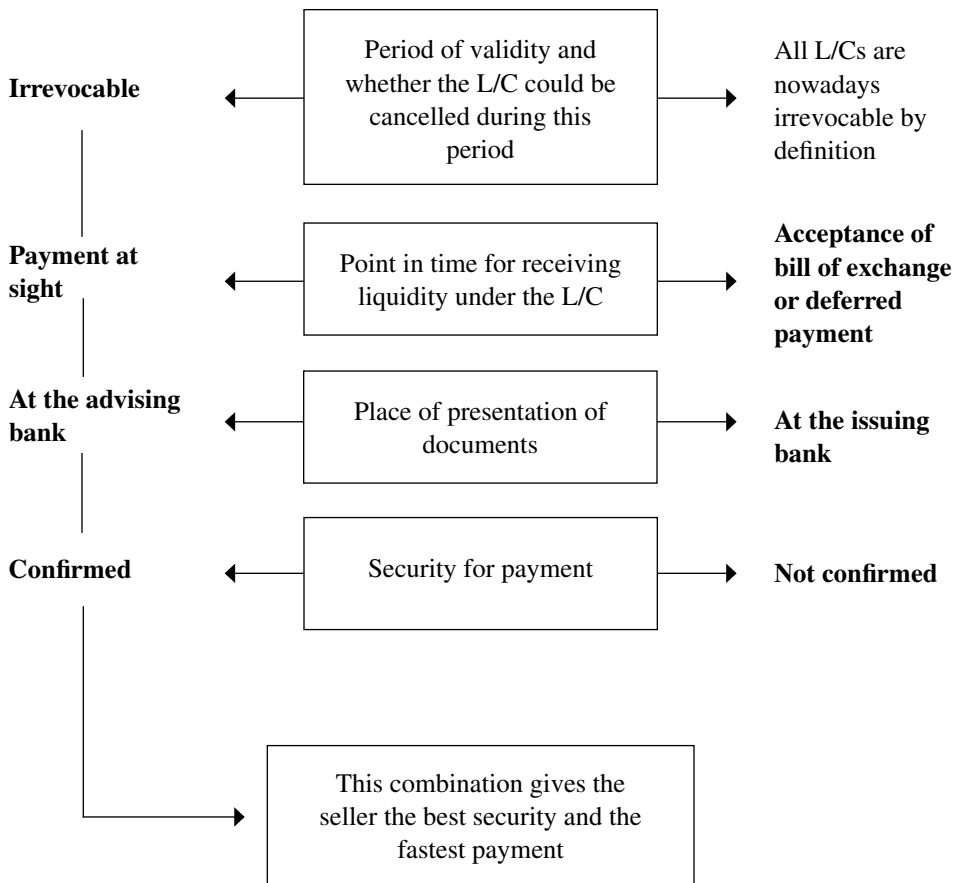 Irrevocable
Period of validity and
whether the L/C could be
cancelled during this
period
All L/Cs are
nowadays
irrevocable by
definition
Payment at
sight
Point in time for receiving
liquidity under the L/C
Acceptance of
bill of exchange
or deferred
payment
At the advising
bank
Place of presentation of
documents
At the issuing
bank
Confirmed
Security for payment
Not confirmed
This combination gives the
seller the best security and the
fastest payment